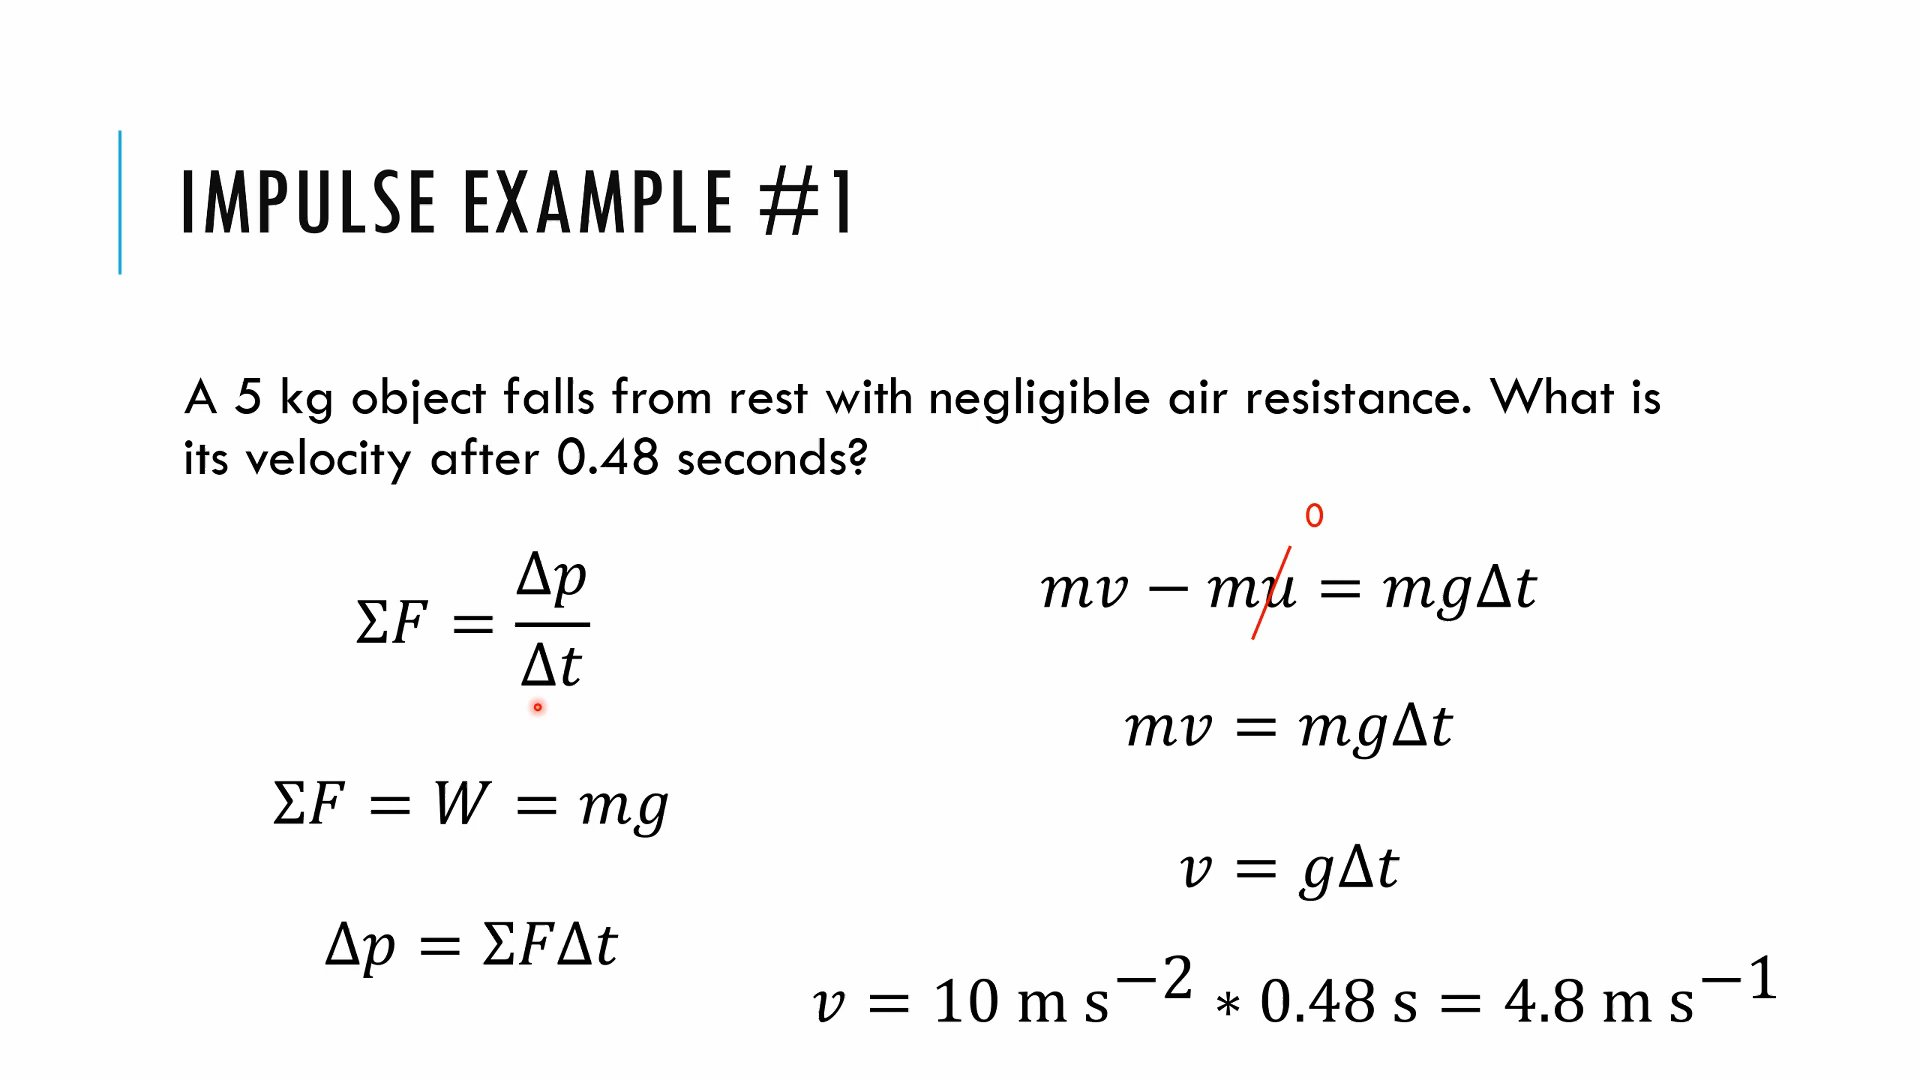 IMPULSE EXAMPLE #1
A 5 kg object falls from rest with negligible air resistance. What is
its velocity after 0.48 seconds?
ΣF = Δp/Δt
ΣF = W = mg
Δp = ΣFΔt
0
mv − mu = mgΔt
mv = mgΔt
v = gΔt
v = 10 m s⁻² * 0.48 s = 4.8 m s⁻¹